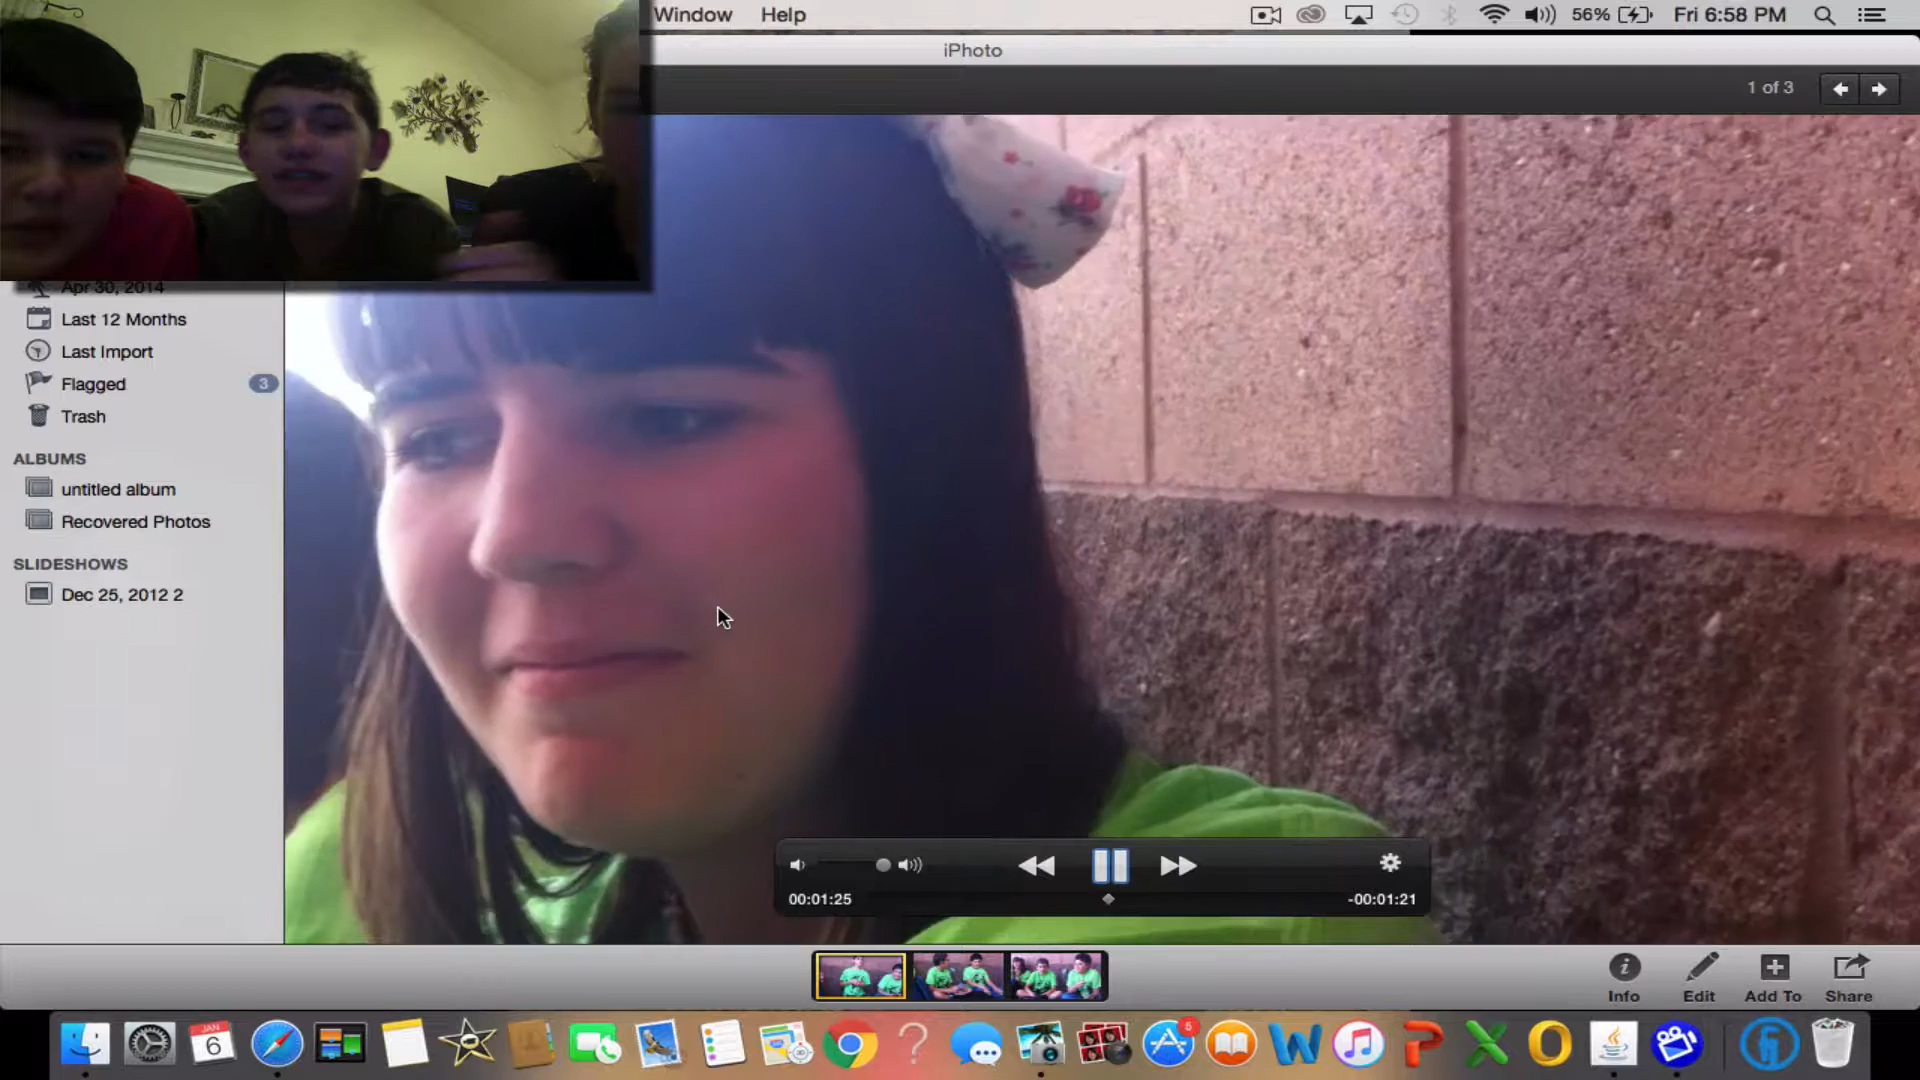 Window Help
56% Fri 6:58 PM
iPhoto
1 of 3
Apr 30, 2014
Last 12 Months
Last Import
Flagged 3
Trash
ALBUMS
untitled album
Recovered Photos
SLIDESHOWS
Dec 25, 2012 2
00:01:25 -00:01:21
Info Edit Add To Share
JAN
6
5